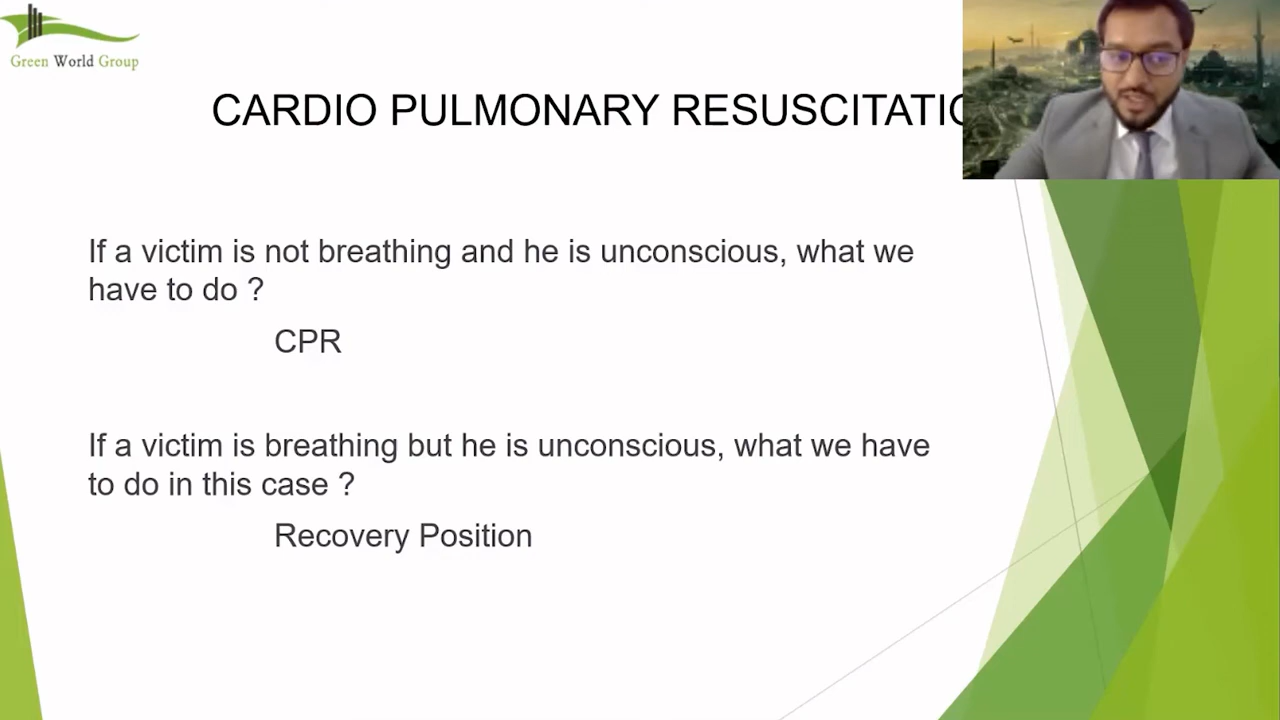 Green World Group
CARDIO PULMONARY RESUSCITATIO
If a victim is not breathing and he is unconscious, what we
have to do ?
CPR
If a victim is breathing but he is unconscious, what we have
to do in this case ?
Recovery Position